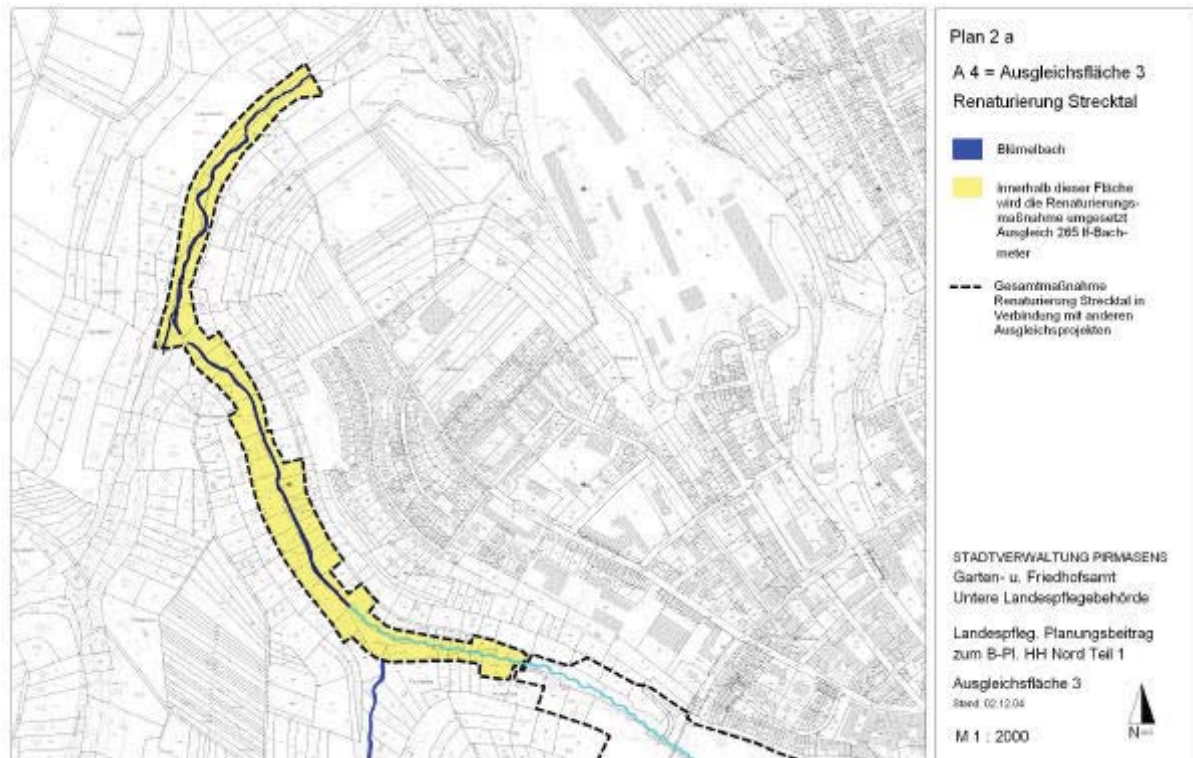 Plan 2 a
A 4 = Ausgleichsfläche 3
Renaturierung Strecktal
Blümelbach
Innerhalb dieser Fläche
wird die Renaturierungs-
maßnahme umgesetzt
Ausgleich 265 lf-Bach-
meter
Gesamtmaßnahme
Renaturierung Strecktal in
Verbindung mit anderen
Ausgleichsprojekten
STADTVERWALTUNG PIRMASENS
Garten- u. Friedhofsamt
Untere Landespflegebehörde
Landespfleg. Planungsbeitrag
zum B-Pl. HH Nord Teil 1
Ausgleichsfläche 3
Stand: 02.12.04
M 1 : 2000
N